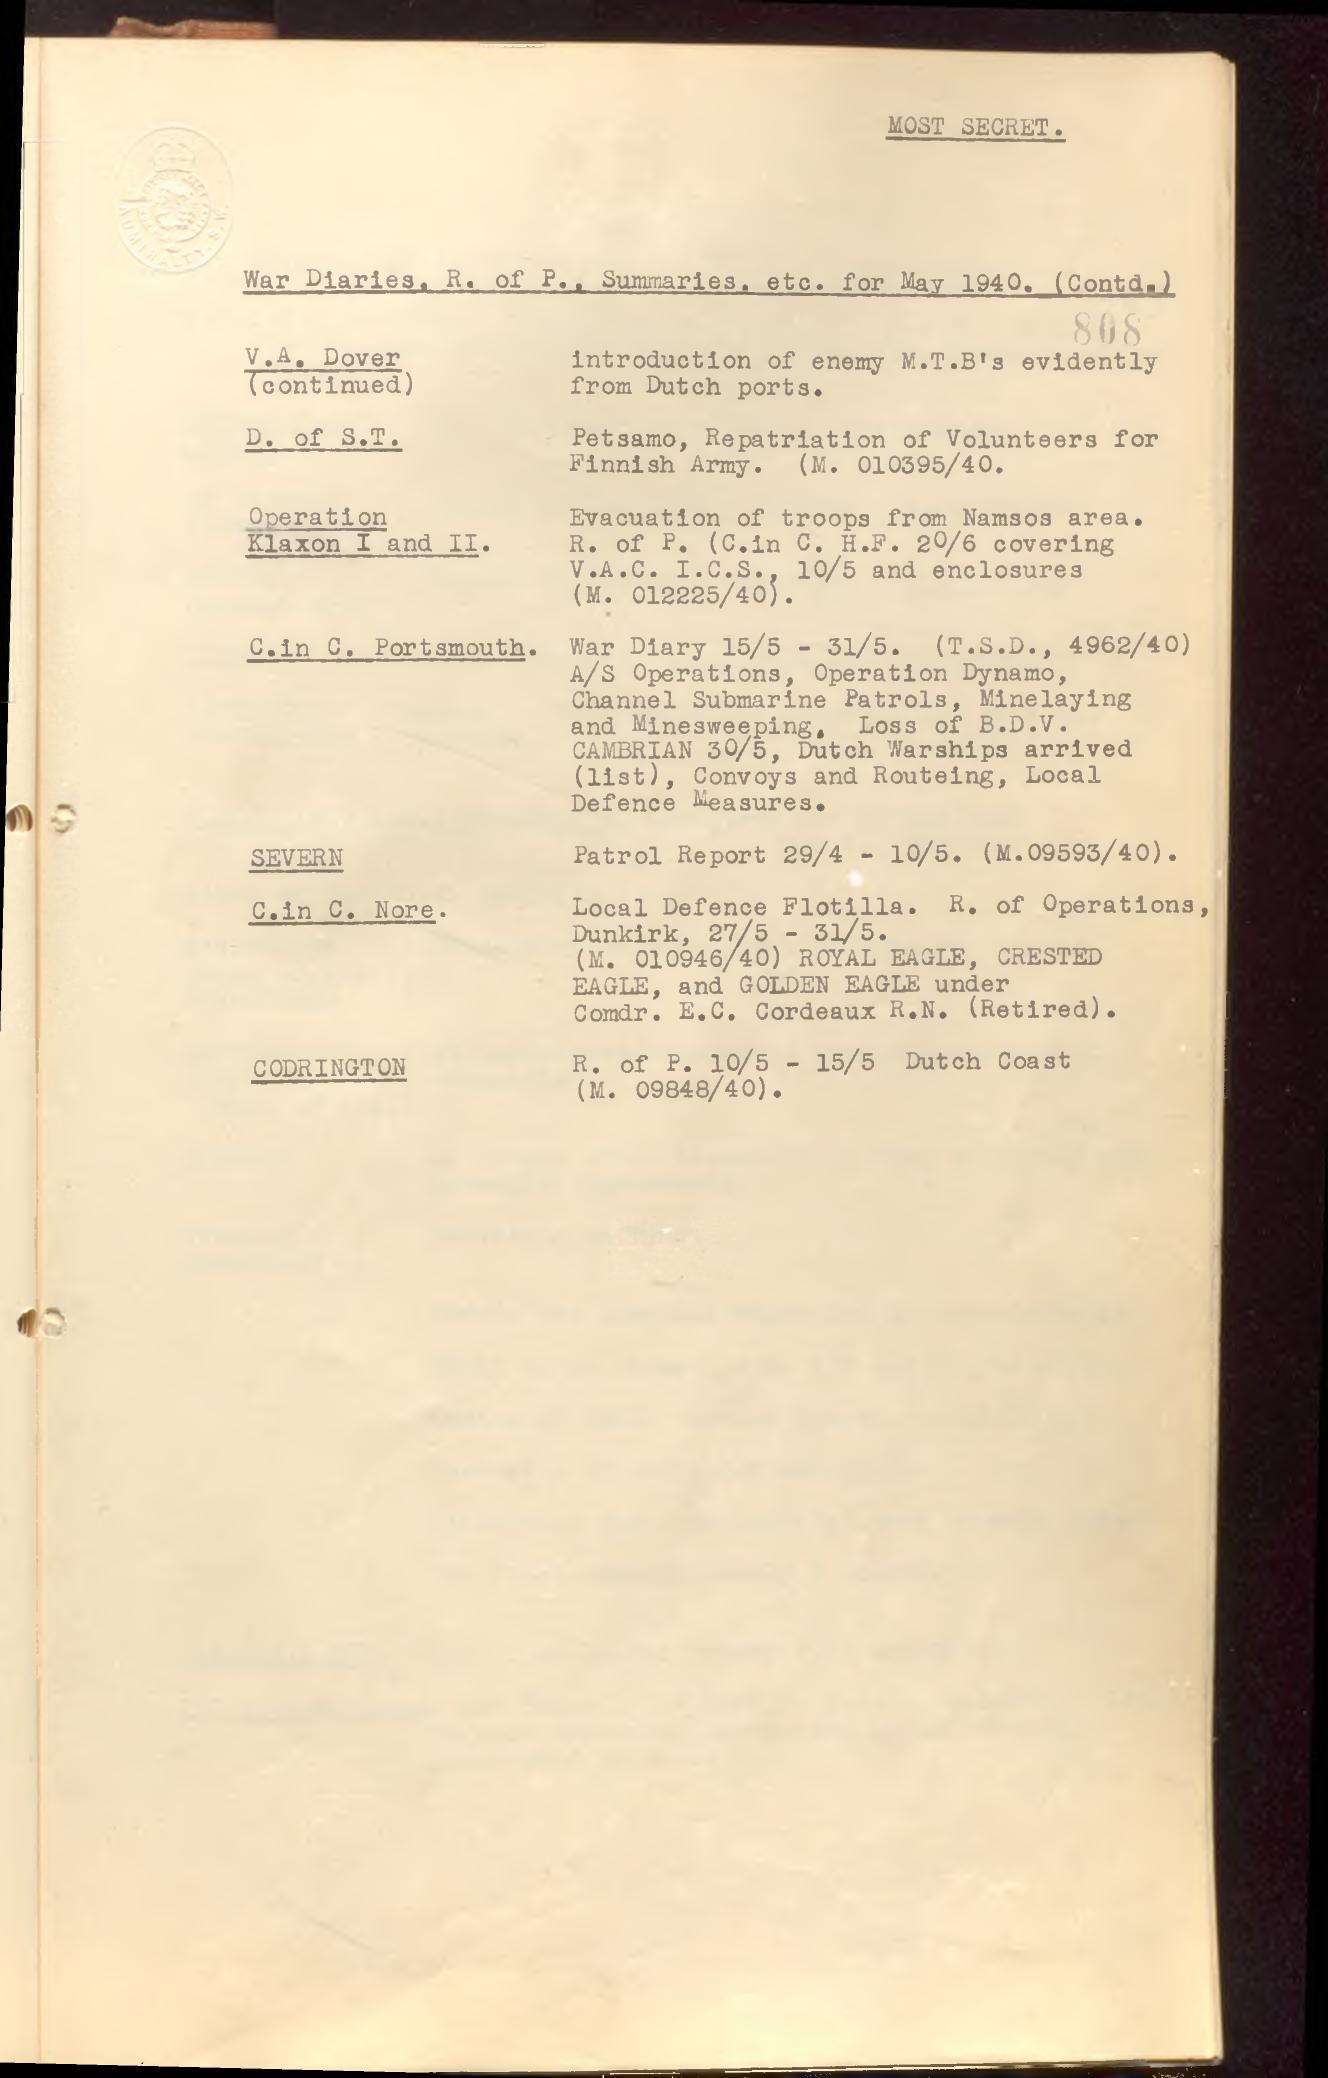 MOST SECRET.
ADMIRALTY. S.W.
War Diaries, R. of P., Summaries, etc. for May 1940. (Contd.)
808
V.A. Dover introduction of enemy M.T.B's evidently
(continued) from Dutch ports.
D. of S.T. Petsamo, Repatriation of Volunteers for
Finnish Army. (M. 010395/40.
Operation Evacuation of troops from Namsos area.
Klaxon I and II. R. of P. (C.in C. H.F. 20/6 covering
V.A.C. I.C.S., 10/5 and enclosures
(M. 012225/40).
C.in C. Portsmouth. War Diary 15/5 - 31/5. (T.S.D., 4962/40)
A/S Operations, Operation Dynamo,
Channel Submarine Patrols, Minelaying
and Minesweeping, Loss of B.D.V.
CAMBRIAN 30/5, Dutch Warships arrived
(list), Convoys and Routeing, Local
Defence Measures.
SEVERN Patrol Report 29/4 - 10/5. (M.09593/40).
C.in C. Nore. Local Defence Flotilla. R. of Operations,
Dunkirk, 27/5 - 31/5.
(M. 010946/40) ROYAL EAGLE, CRESTED
EAGLE, and GOLDEN EAGLE under
Comdr. E.C. Cordeaux R.N. (Retired).
CODRINGTON R. of P. 10/5 - 15/5 Dutch Coast
(M. 09848/40).